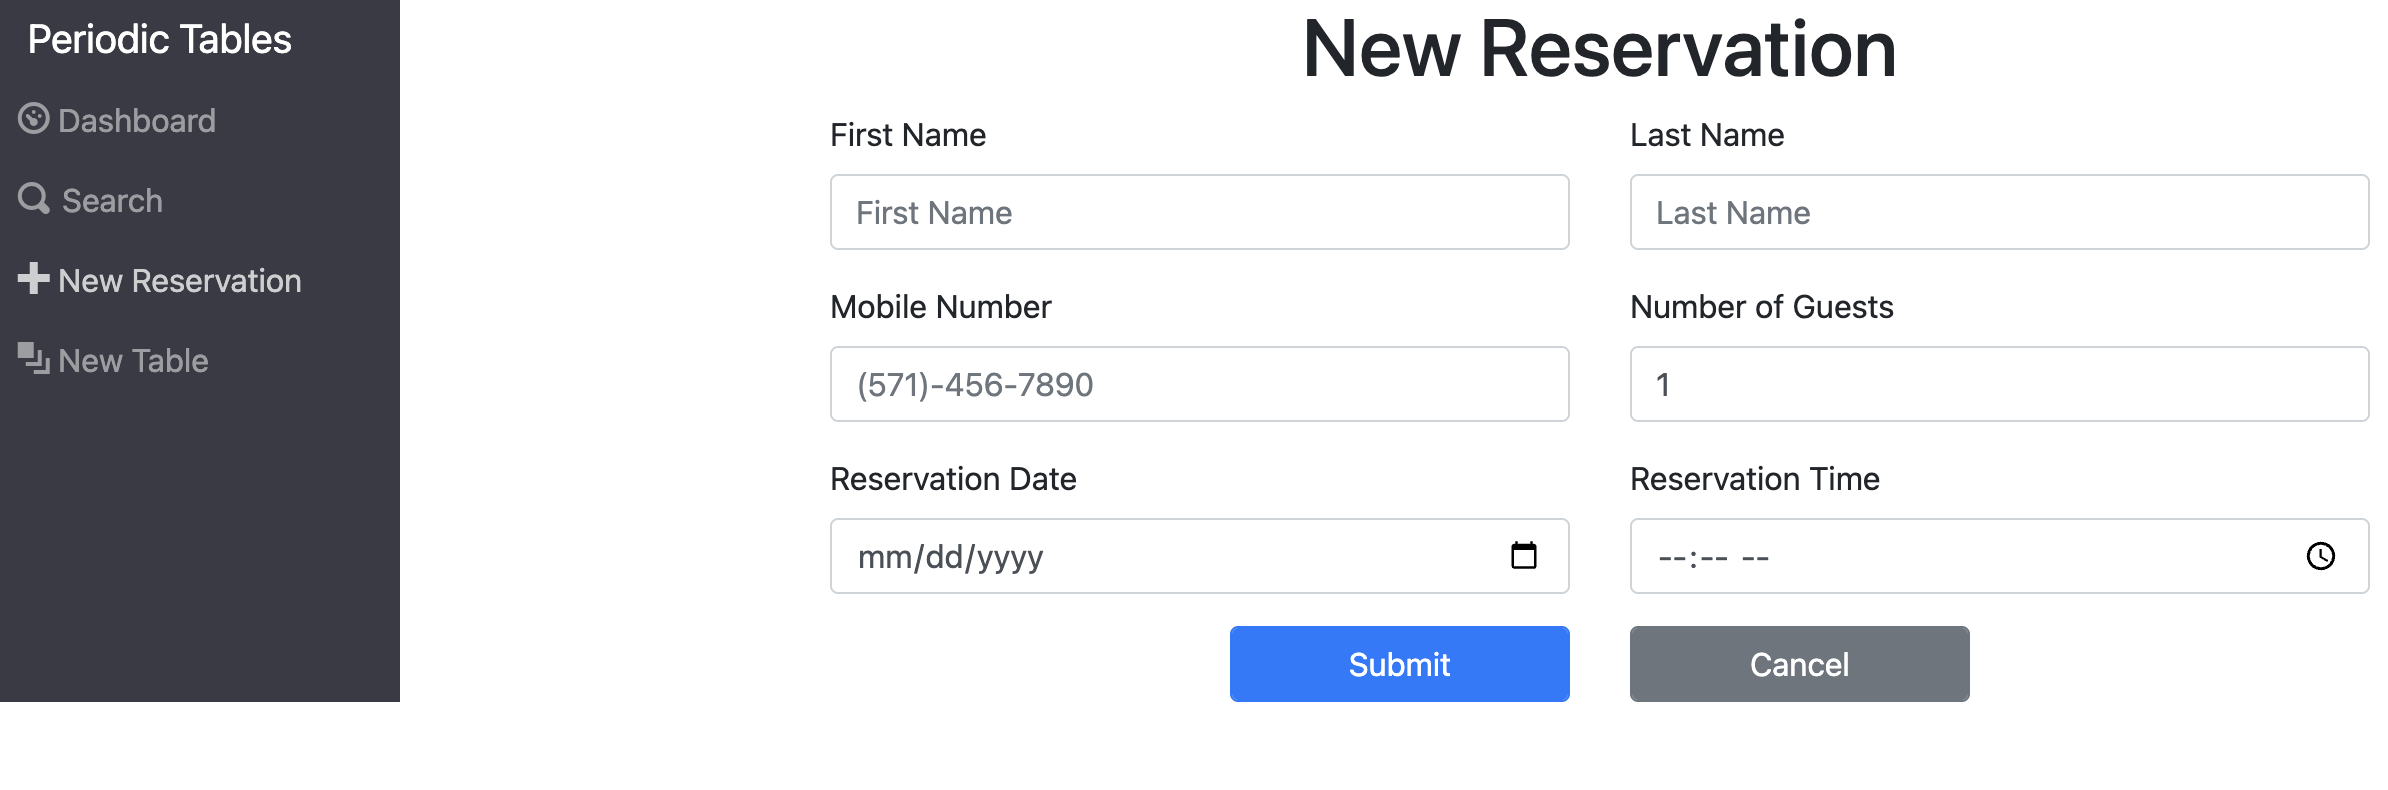 Periodic Tables
Dashboard
Search
New Reservation
New Table
New Reservation
First Name
Last Name
First Name
Last Name
Mobile Number
Number of Guests
(571)-456-7890
1
Reservation Date
Reservation Time
mm/dd/yyyy
--:-- --
Submit
Cancel